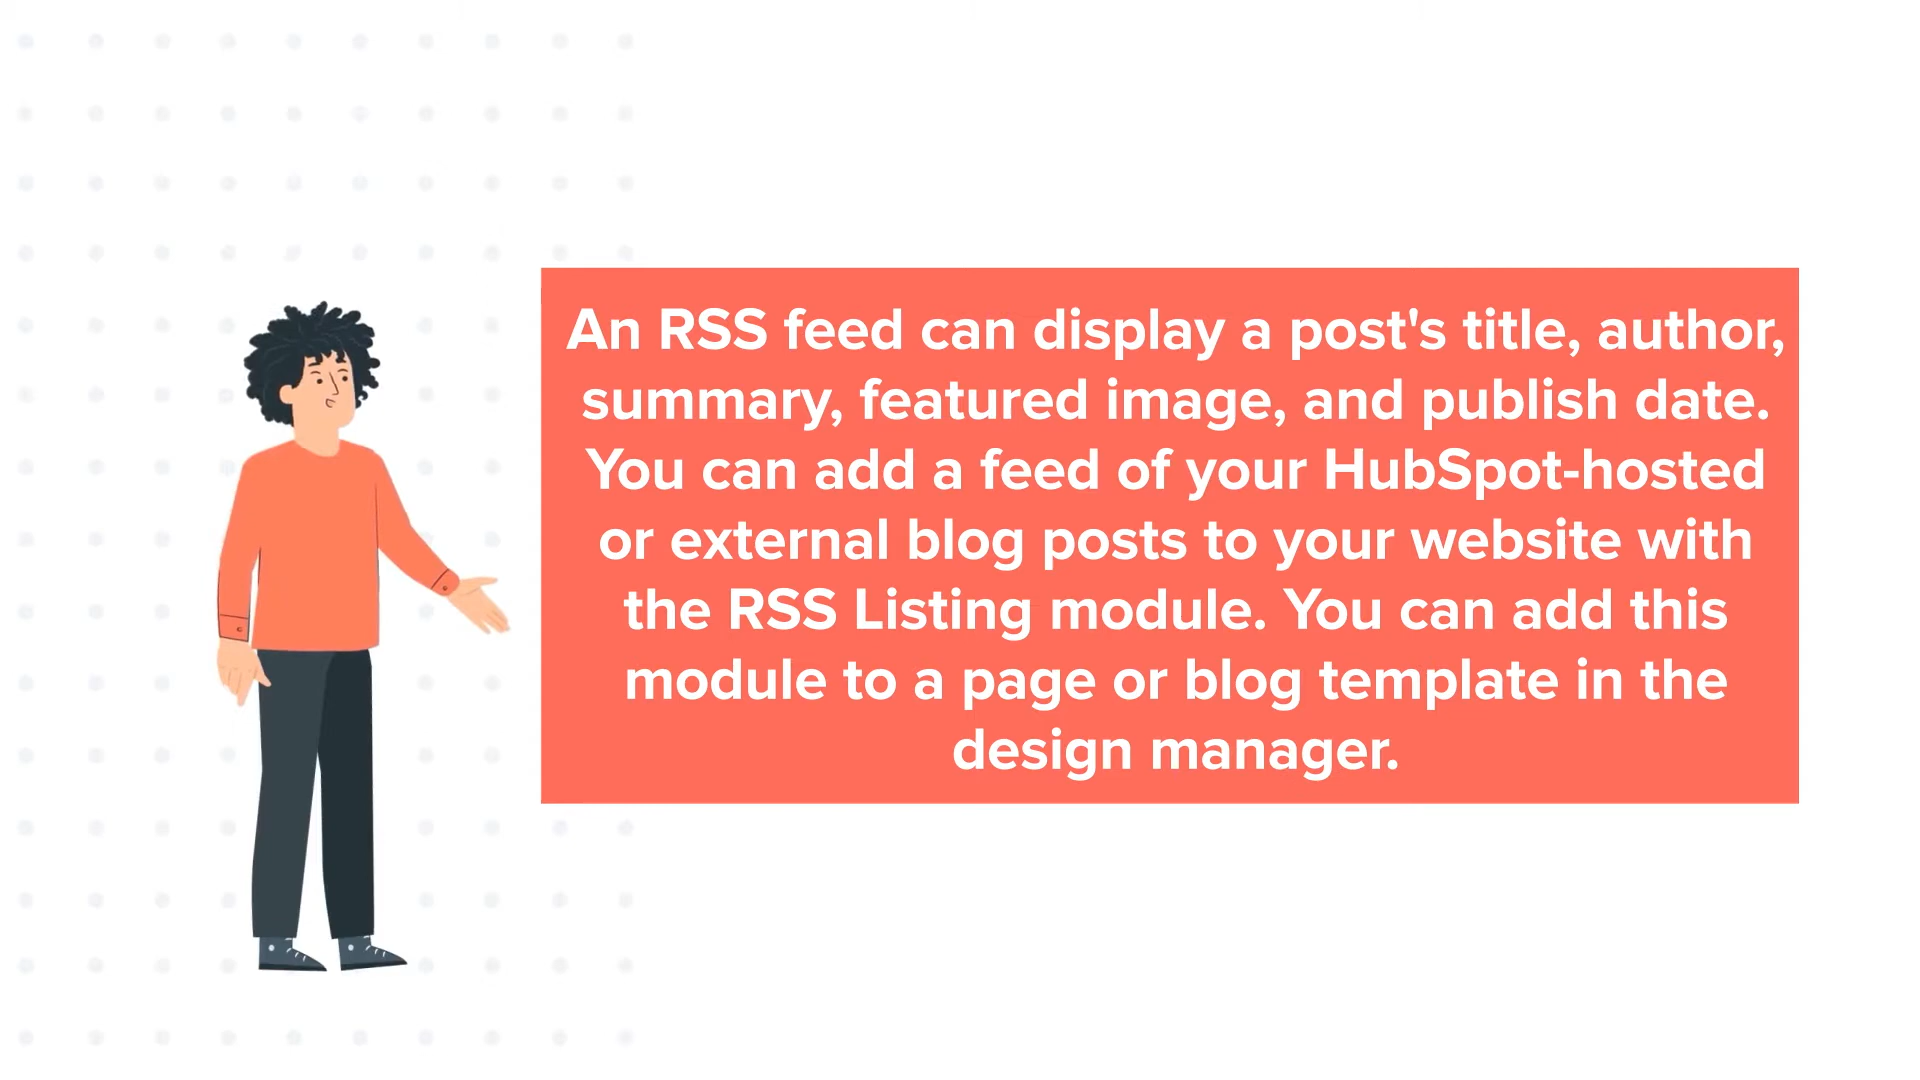 An RSS feed can display a post's title, author,
summary, featured image, and publish date.
You can add a feed of your HubSpot-hosted
or external blog posts to your website with
the RSS Listing module. You can add this
module to a page or blog template in the
design manager.